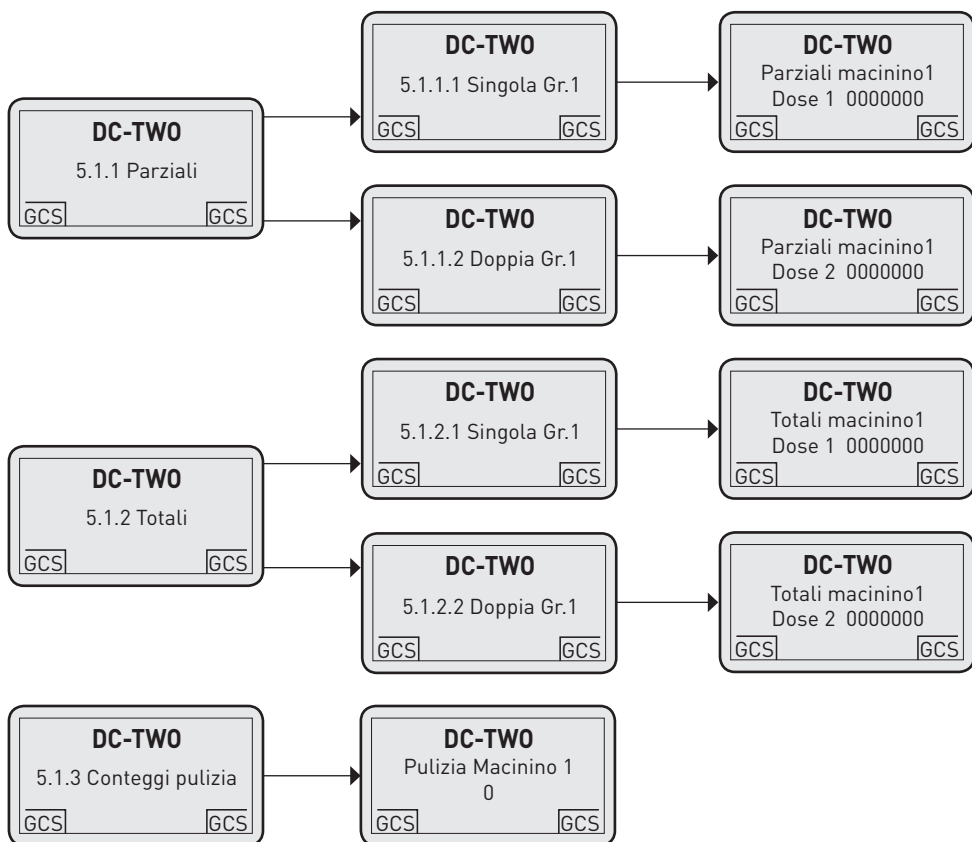 DC-TWO
5.1.1 Parziali
GCS GCS
DC-TWO
5.1.1.1 Singola Gr.1
GCS GCS
DC-TWO
Parziali macinino1
Dose 1 0000000
GCS GCS
DC-TWO
5.1.1.2 Doppia Gr.1
GCS GCS
DC-TWO
Parziali macinino1
Dose 2 0000000
GCS GCS
DC-TWO
5.1.2 Totali
GCS GCS
DC-TWO
5.1.2.1 Singola Gr.1
GCS GCS
DC-TWO
Totali macinino1
Dose 1 0000000
GCS GCS
DC-TWO
5.1.2.2 Doppia Gr.1
GCS GCS
DC-TWO
Totali macinino1
Dose 2 0000000
GCS GCS
DC-TWO
5.1.3 Conteggi pulizia
GCS GCS
DC-TWO
Pulizia Macinino 1
0
GCS GCS